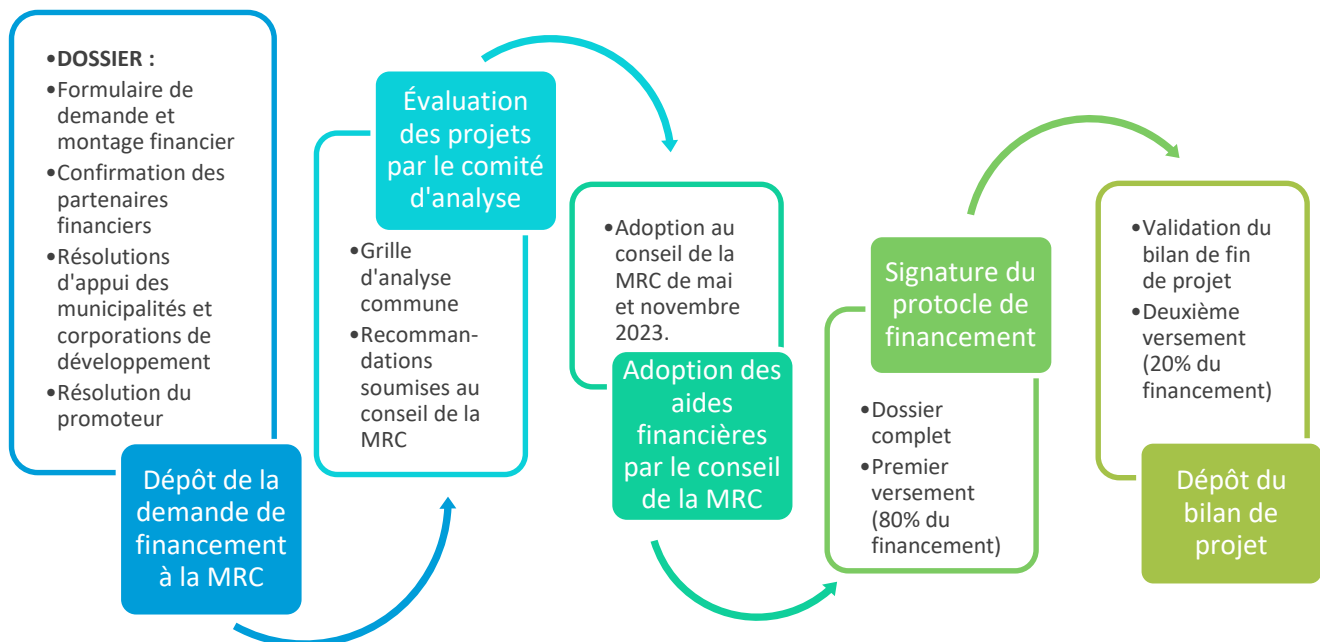 •DOSSIER :
•Formulaire de
demande et
montage financier
•Confirmation des
partenaires
financiers
•Résolutions
d'appui des
municipalités et
corporations de
développement
•Résolution du
promoteur
Dépôt de la
demande de
financement
à la MRC
Évaluation
des projets
par le comité
d'analyse
•Grille
d'analyse
commune
•Recomman-
dations
soumises au
conseil de la
MRC
•Adoption au
conseil de la
MRC de mai
et novembre
2023.
Adoption des
aides
financières
par le conseil
de la MRC
Signature du
protocle de
financement
•Dossier
complet
•Premier
versement
(80% du
financement)
•Validation du
bilan de fin
de projet
•Deuxième
versement
(20% du
financement)
Dépôt du
bilan de
projet